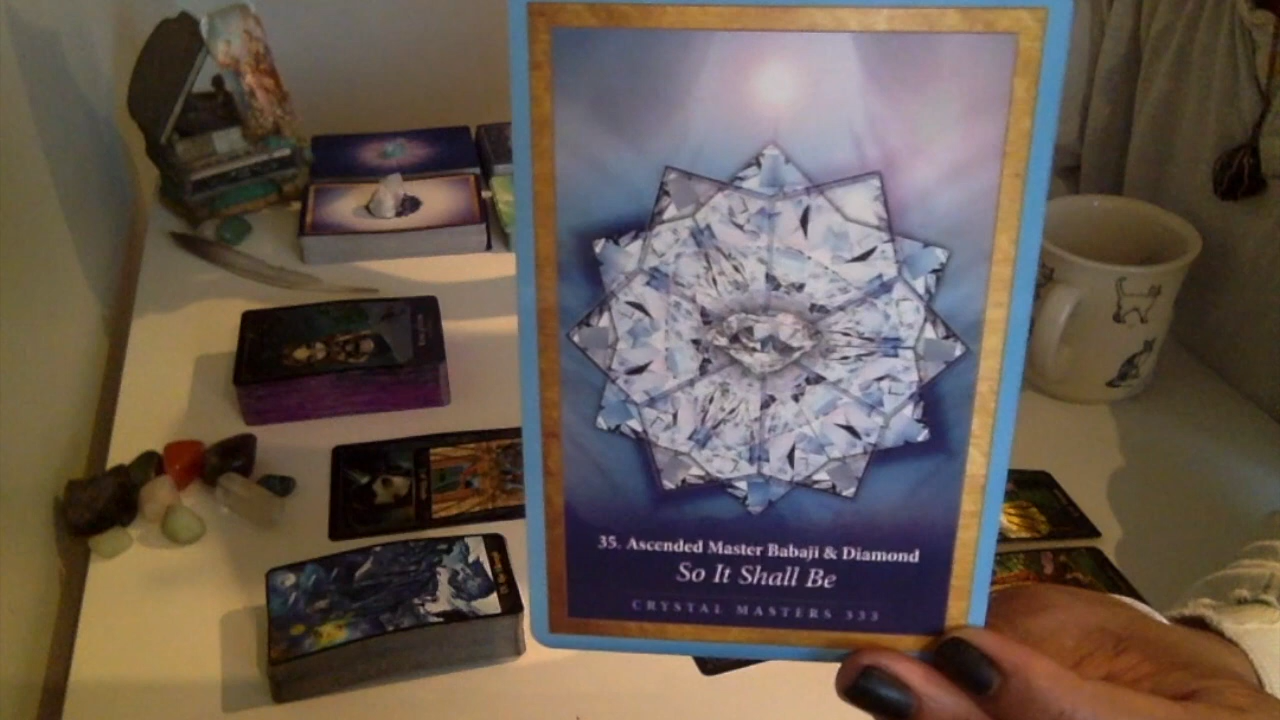 35. Ascended Master Babaji & Diamond
So It Shall Be
CRYSTAL MASTERS 333